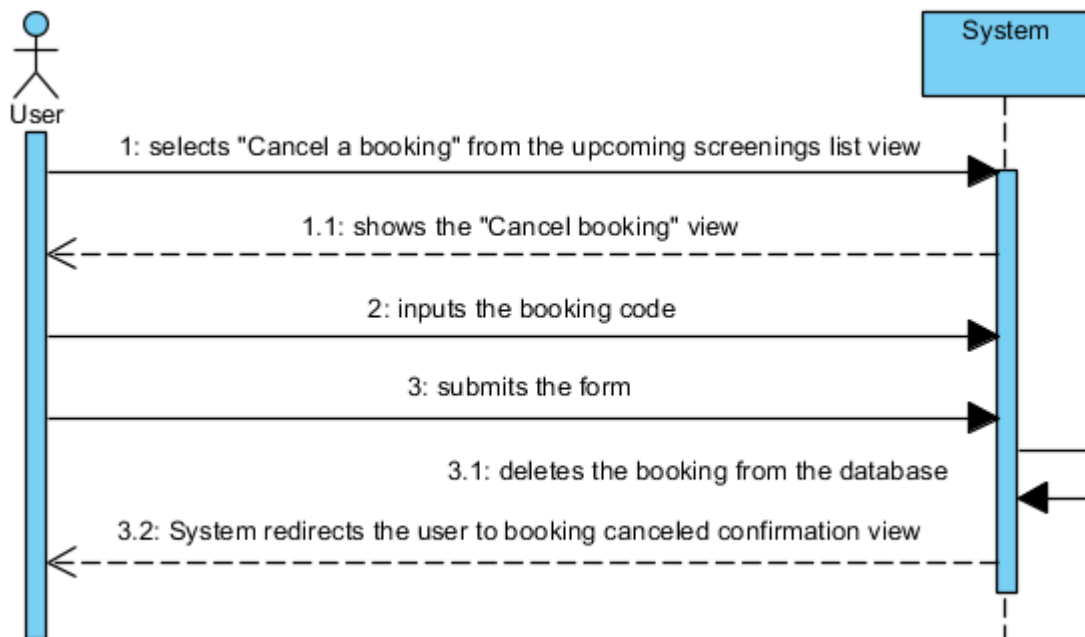 System
User
1: selects "Cancel a booking" from the upcoming screenings list view
1.1: shows the "Cancel booking" view
2: inputs the booking code
3: submits the form
3.1: deletes the booking from the database
3.2: System redirects the user to booking canceled confirmation view